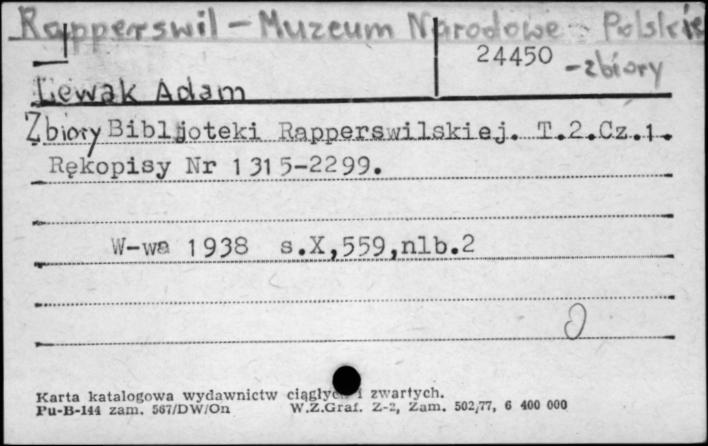 Rapperswil - Muzeum Narodowe Polskie
24450 - zbiory
Lewak Adam
Zbiory Bibljoteki Rapperswilskiej. T.2.Cz.1.
Rękopisy Nr 1315-2299.
W-wa 1938 s.X,559,nlb.2
Karta katalogowa wydawnictw ciągłych i zwartych.
Pu-B-144 zam. 567/DW/On W.Z.Graf. Z-2, Zam. 502/77, 6 400 000